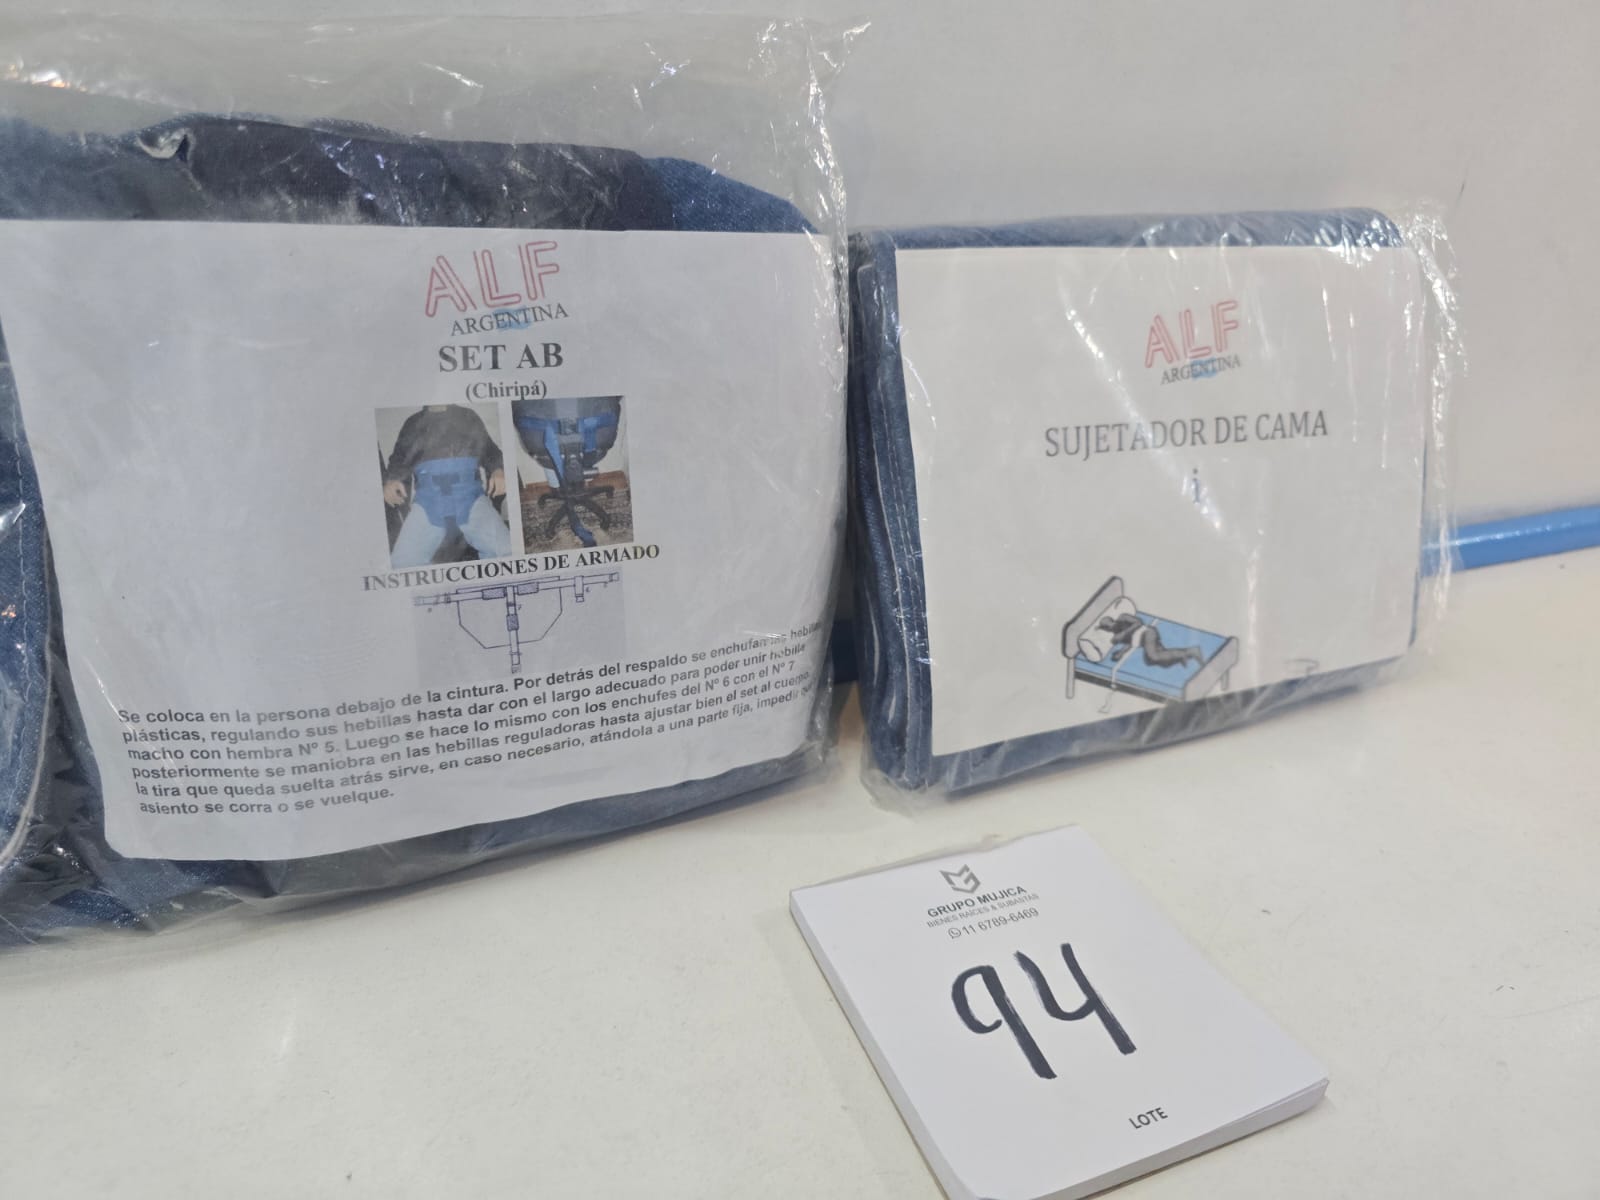 ALF
ARGENTINA
SET AB
(Chiripá)
INSTRUCCIONES DE ARMADO
Se coloca en la persona debajo de la cintura. Por detrás del respaldo se enchufan las
plásticas, regulando sus hebillas hasta dar con el largo adecuado para poder unir hebilla
macho con hembra Nº 5. Luego se hace lo mismo con los enchufes del Nº 6 con el Nº 7
posteriormente se maniobra en las hebillas reguladoras hasta ajustar bien el set al cuerpo.
la tira que queda suelta atrás sirve, en caso necesario, atándola a una parte fija, impedir
asiento se corra o se vuelque.
ALF
ARGENTINA
SUJETADOR DE CAMA
i
GRUPO MUJICA
BIENES RAICES & SUBASTAS
11 6789-6469
94
LOTE